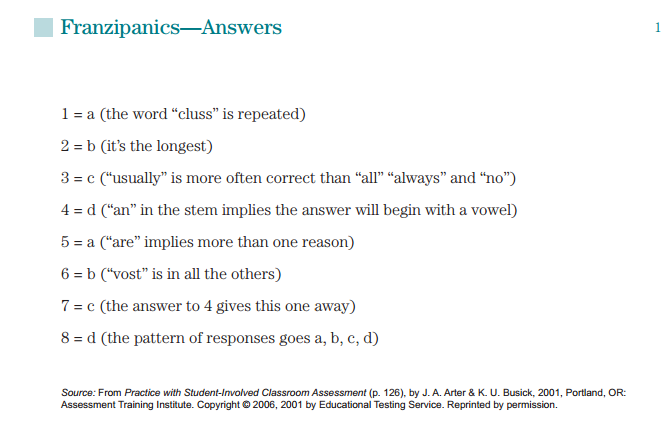 Franzipanics—Answers
1
1 = a (the word “cluss” is repeated)
2 = b (it’s the longest)
3 = c (“usually” is more often correct than “all” “always” and “no”)
4 = d (“an” in the stem implies the answer will begin with a vowel)
5 = a (“are” implies more than one reason)
6 = b (“vost” is in all the others)
7 = c (the answer to 4 gives this one away)
8 = d (the pattern of responses goes a, b, c, d)
Source: From Practice with Student-Involved Classroom Assessment (p. 126), by J. A. Arter & K. U. Busick, 2001, Portland, OR:
Assessment Training Institute. Copyright © 2006, 2001 by Educational Testing Service. Reprinted by permission.